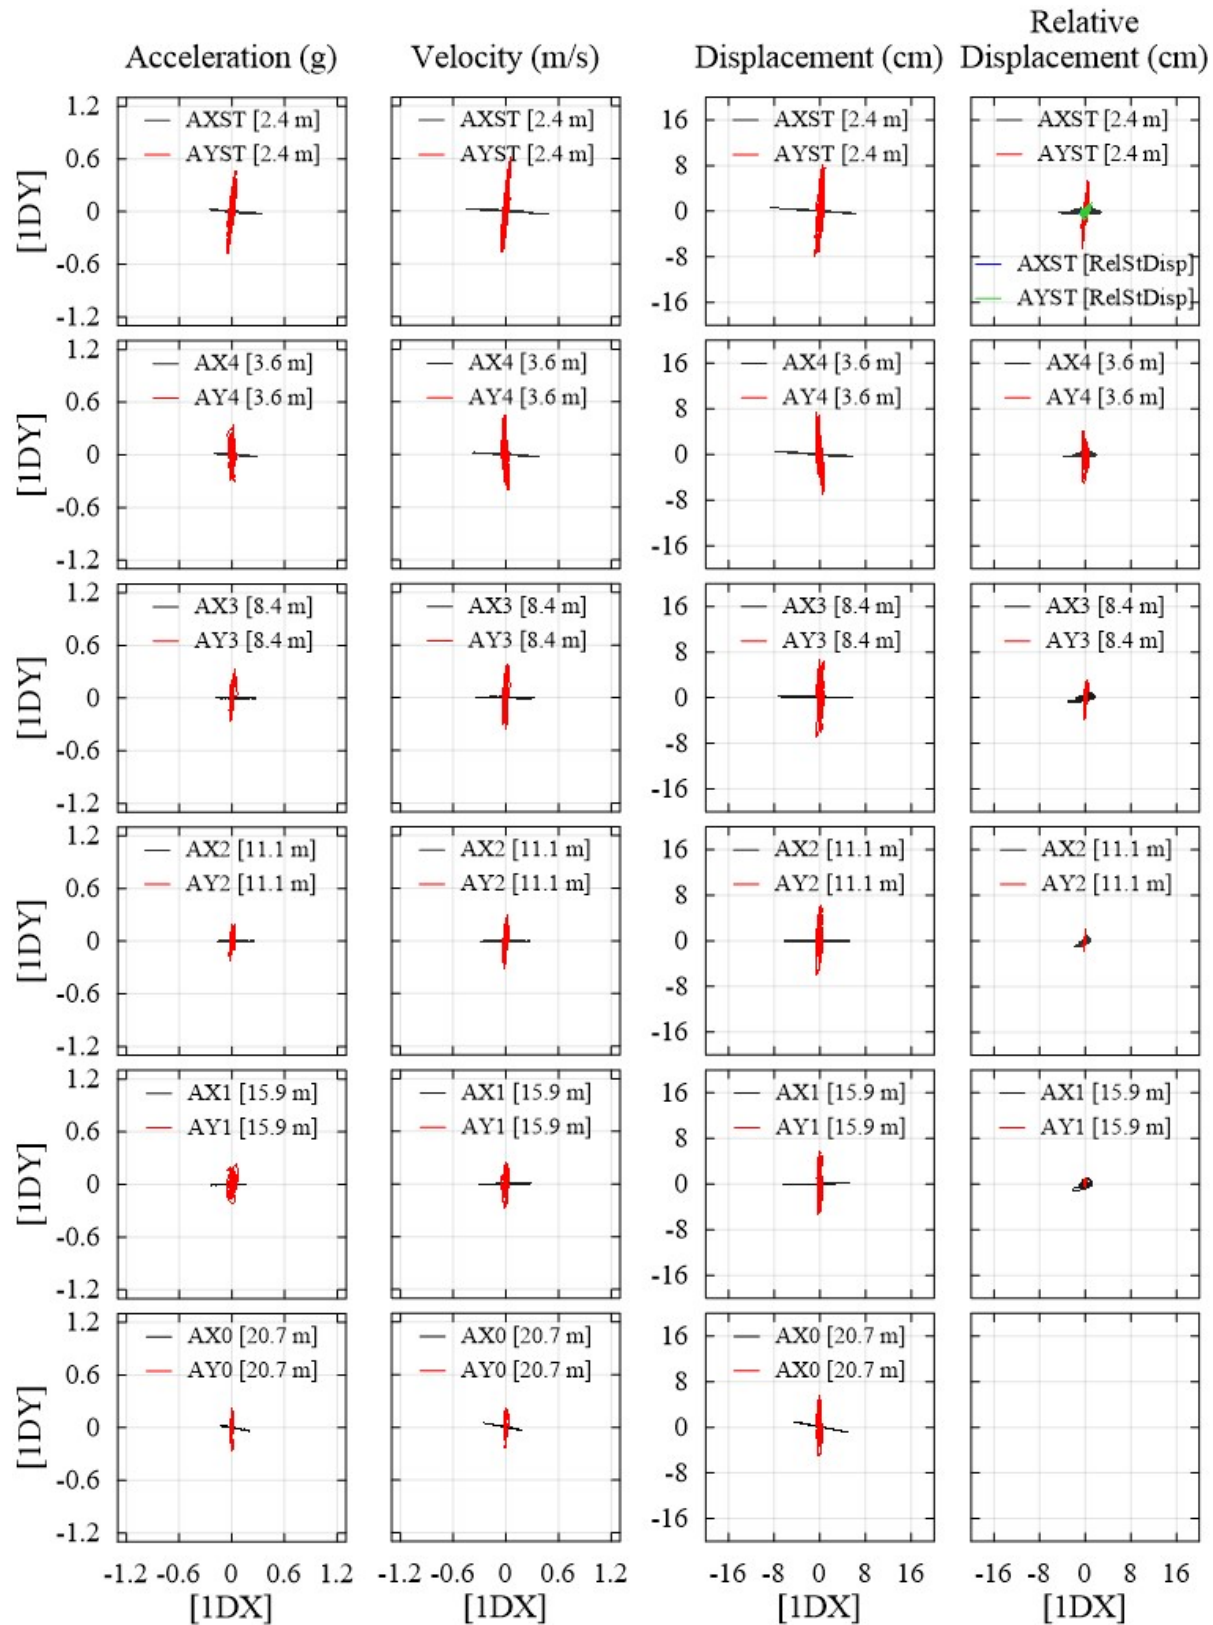 Acceleration (g) Velocity (m/s) Displacement (cm) Relative Displacement (cm)
[1DY]
1.2
0.6
0
-0.6
-1.2
AXST [2.4 m]
AYST [2.4 m]
AXST [2.4 m]
AYST [2.4 m]
16
8
0
-8
-16
AXST [2.4 m]
AYST [2.4 m]
AXST [2.4 m]
AYST [2.4 m]
AXST [RelStDisp]
AYST [RelStDisp]
[1DY]
1.2
0.6
0
-0.6
-1.2
AX4 [3.6 m]
AY4 [3.6 m]
AX4 [3.6 m]
AY4 [3.6 m]
16
8
0
-8
-16
AX4 [3.6 m]
AY4 [3.6 m]
AX4 [3.6 m]
AY4 [3.6 m]
[1DY]
1.2
0.6
0
-0.6
-1.2
AX3 [8.4 m]
AY3 [8.4 m]
AX3 [8.4 m]
AY3 [8.4 m]
16
8
0
-8
-16
AX3 [8.4 m]
AY3 [8.4 m]
AX3 [8.4 m]
AY3 [8.4 m]
[1DY]
1.2
0.6
0
-0.6
-1.2
AX2 [11.1 m]
AY2 [11.1 m]
AX2 [11.1 m]
AY2 [11.1 m]
16
8
0
-8
-16
AX2 [11.1 m]
AY2 [11.1 m]
AX2 [11.1 m]
AY2 [11.1 m]
[1DY]
1.2
0.6
0
-0.6
-1.2
AX1 [15.9 m]
AY1 [15.9 m]
AX1 [15.9 m]
AY1 [15.9 m]
16
8
0
-8
-16
AX1 [15.9 m]
AY1 [15.9 m]
AX1 [15.9 m]
AY1 [15.9 m]
[1DY]
1.2
0.6
0
-0.6
-1.2
AX0 [20.7 m]
AY0 [20.7 m]
AX0 [20.7 m]
AY0 [20.7 m]
16
8
0
-8
-16
AX0 [20.7 m]
AX0 [20.7 m]
-1.2 -0.6 0 0.6 1.2
-1.2 -0.6 0 0.6 1.2
-16 -8 0 8 16
-16 -8 0 8 16
[1DX] [1DX] [1DX] [1DX]